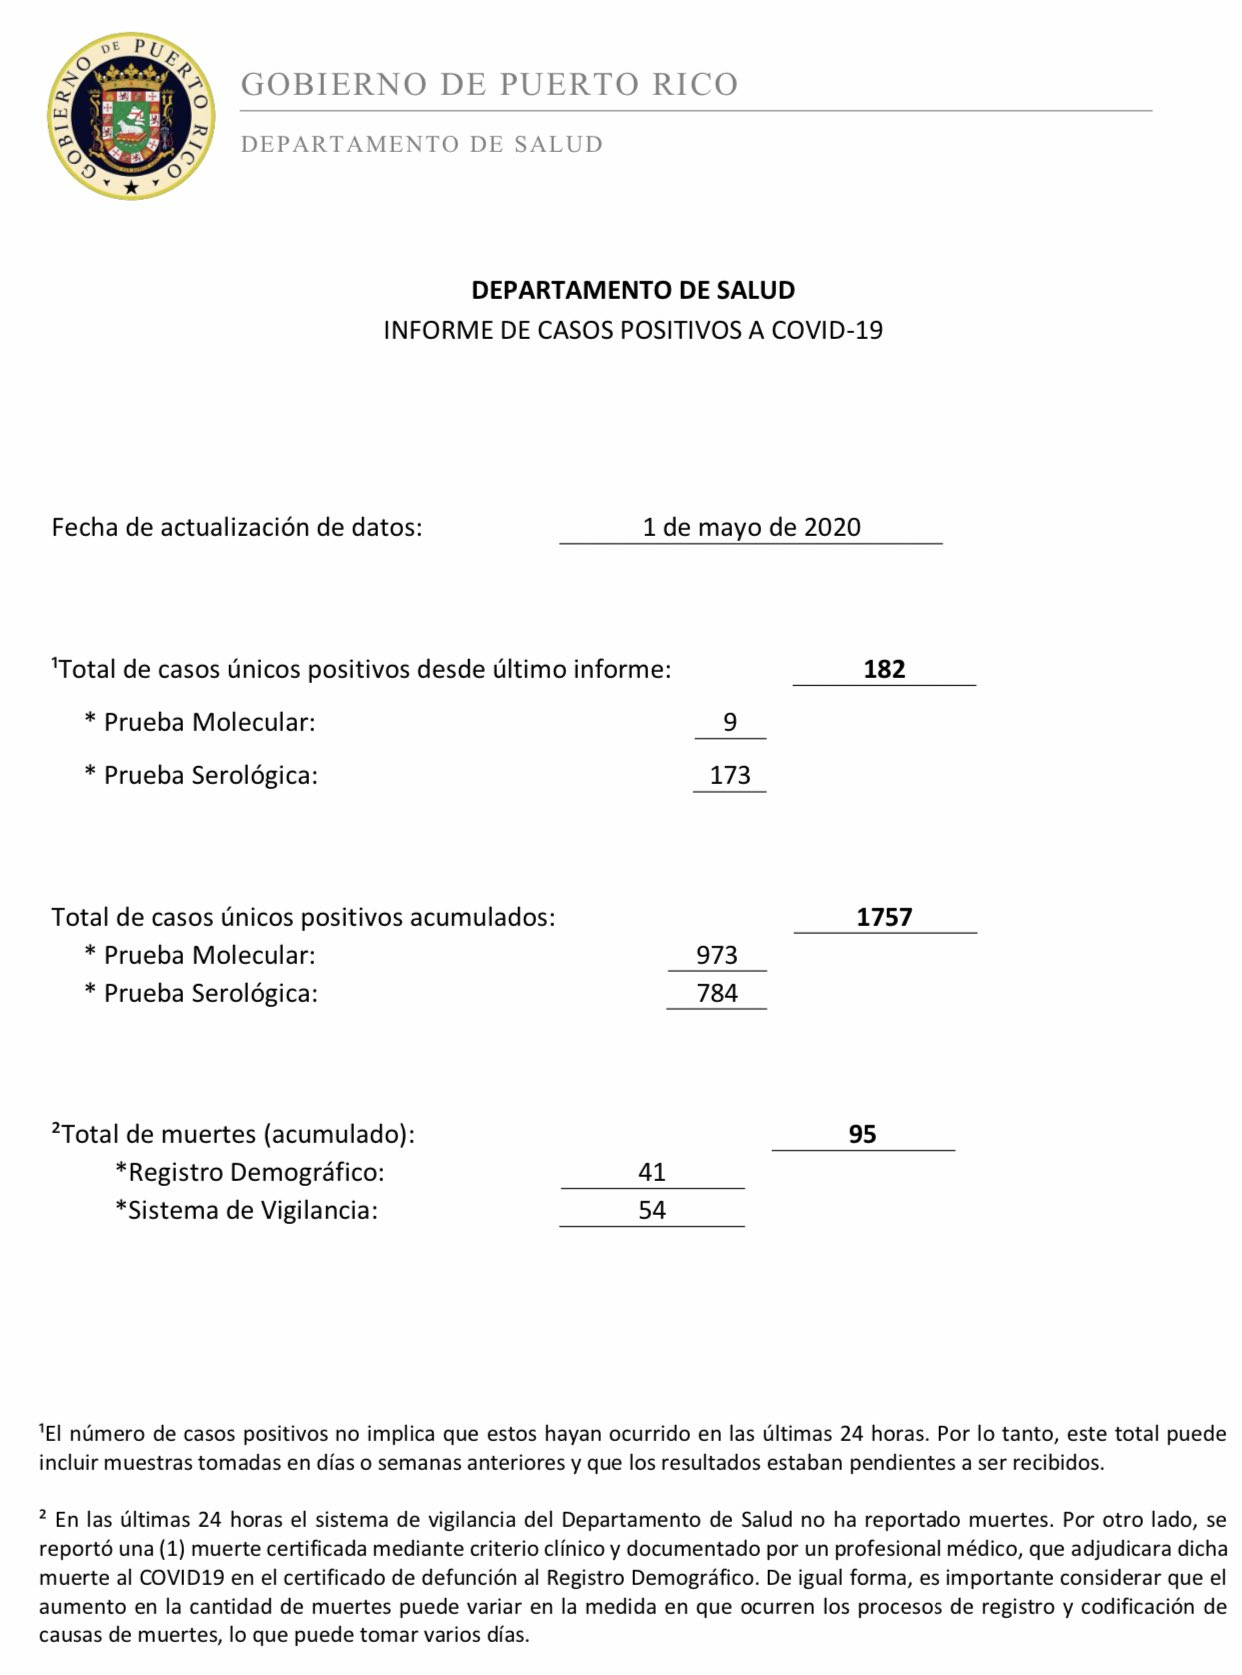 GOBIERNO DE PUERTO RICO
GOBIERNO DE PUERTO RICO
DEPARTAMENTO DE SALUD
DEPARTAMENTO DE SALUD
INFORME DE CASOS POSITIVOS A COVID-19
Fecha de actualización de datos: 1 de mayo de 2020
¹Total de casos únicos positivos desde último informe: 182
* Prueba Molecular: 9
* Prueba Serológica: 173
Total de casos únicos positivos acumulados: 1757
* Prueba Molecular: 973
* Prueba Serológica: 784
²Total de muertes (acumulado): 95
*Registro Demográfico: 41
*Sistema de Vigilancia: 54
¹El número de casos positivos no implica que estos hayan ocurrido en las últimas 24 horas. Por lo tanto, este total puede
incluir muestras tomadas en días o semanas anteriores y que los resultados estaban pendientes a ser recibidos.
² En las últimas 24 horas el sistema de vigilancia del Departamento de Salud no ha reportado muertes. Por otro lado, se
reportó una (1) muerte certificada mediante criterio clínico y documentado por un profesional médico, que adjudicara dicha
muerte al COVID19 en el certificado de defunción al Registro Demográfico. De igual forma, es importante considerar que el
aumento en la cantidad de muertes puede variar en la medida en que ocurren los procesos de registro y codificación de
causas de muertes, lo que puede tomar varios días.